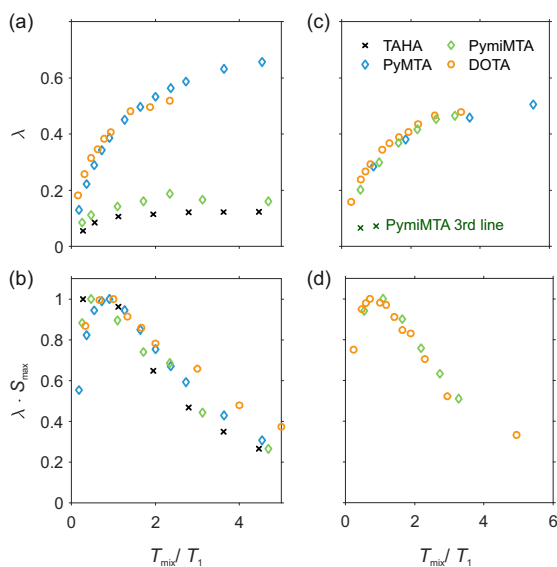 (a)
(c)
TAHA
PymiMTA
PyMTA
DOTA
0.6
0.4
0.2
0
λ
PymiMTA 3rd line
(b)
(d)
1
0.8
0.6
0.4
0.2
0
λ · Smax
0 2 4
0 2 4 6
Tmix/ T1
Tmix/ T1